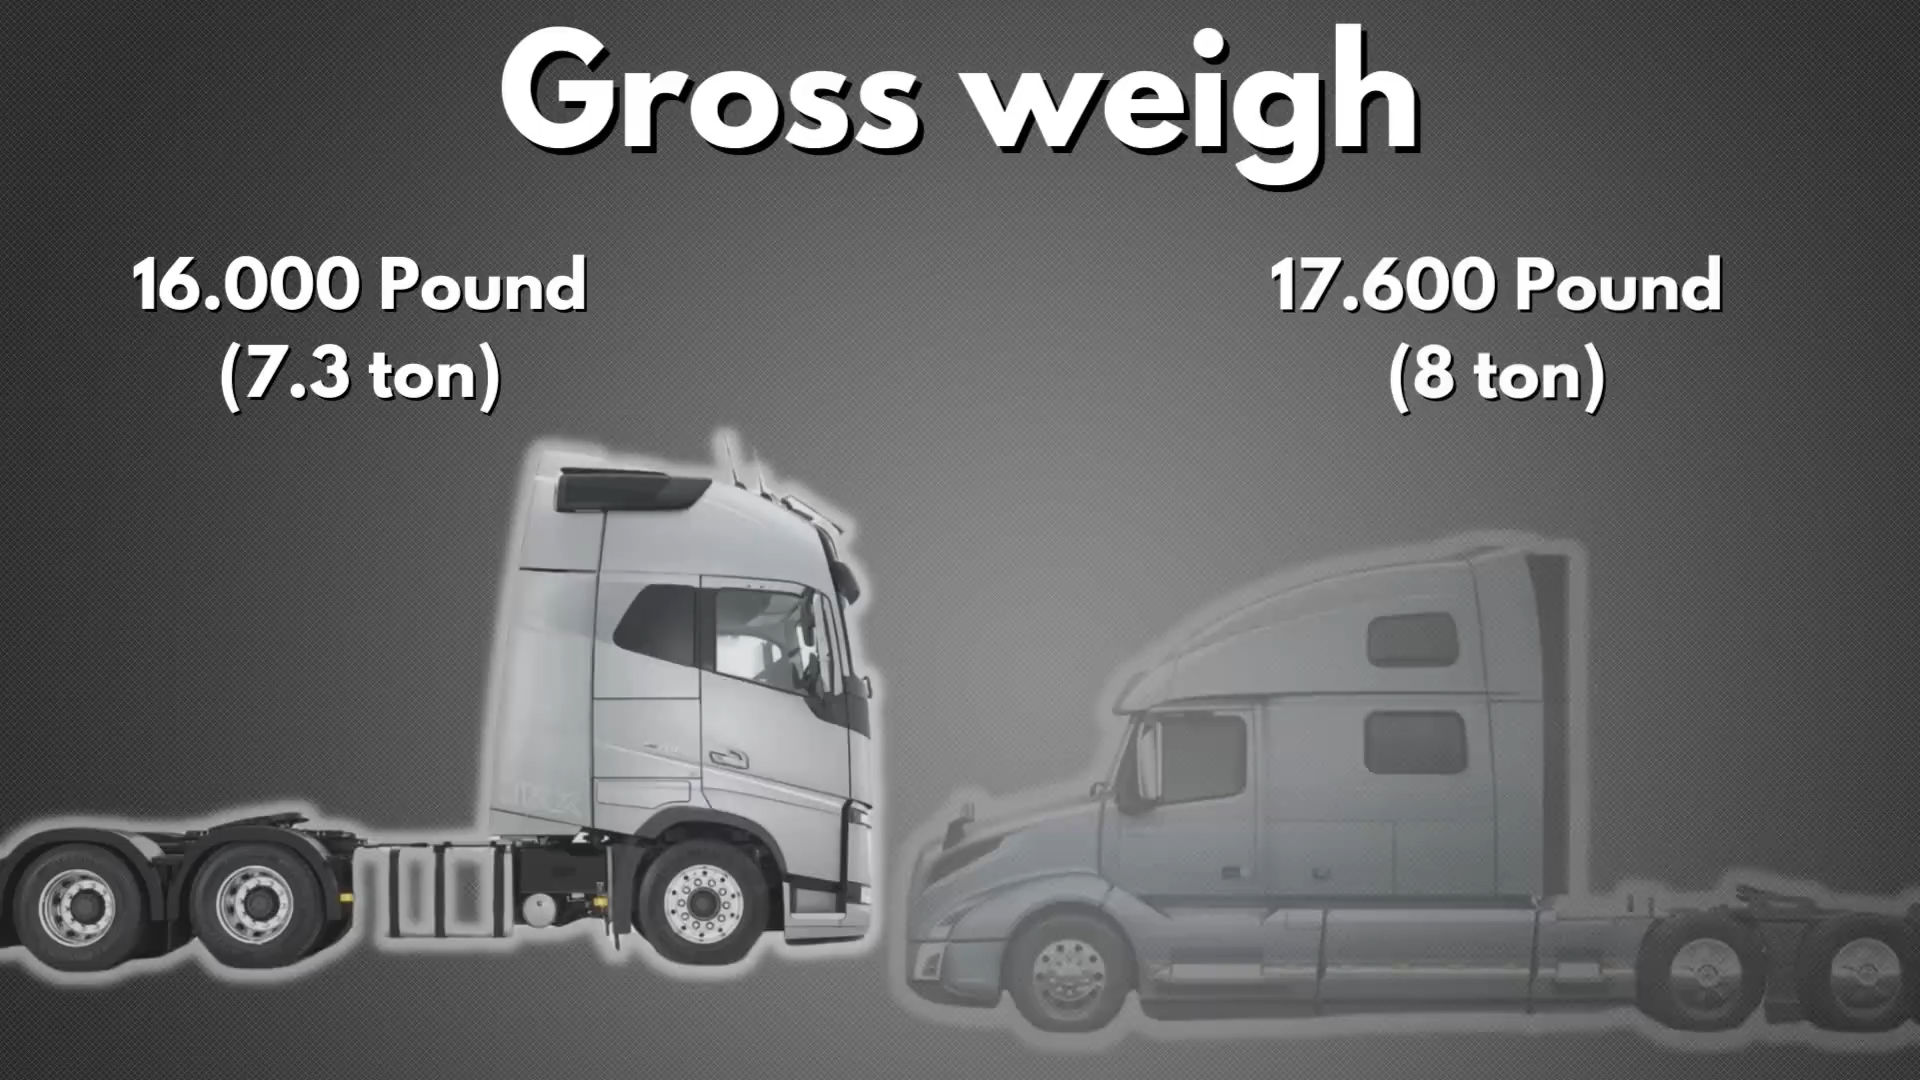 Gross weigh
16.000 Pound
(7.3 ton)
17.600 Pound
(8 ton)